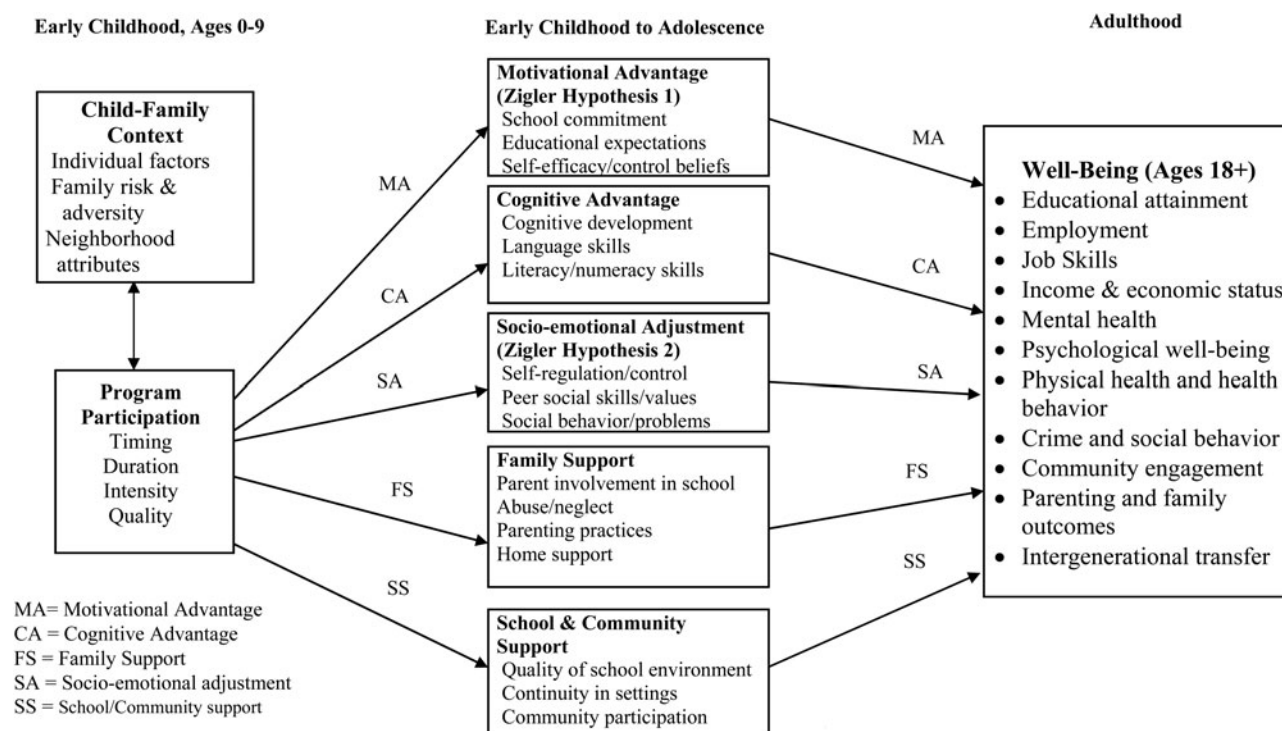 Early Childhood, Ages 0-9
Early Childhood to Adolescence
Adulthood
Child-Family
Context
Individual factors
Family risk &
adversity
Neighborhood
attributes
Program
Participation
Timing
Duration
Intensity
Quality
MA
CA
SA
FS
SS
Motivational Advantage
(Zigler Hypothesis 1)
School commitment
Educational expectations
Self-efficacy/control beliefs
Cognitive Advantage
Cognitive development
Language skills
Literacy/numeracy skills
Socio-emotional Adjustment
(Zigler Hypothesis 2)
Self-regulation/control
Peer social skills/values
Social behavior/problems
Family Support
Parent involvement in school
Abuse/neglect
Parenting practices
Home support
School & Community
Support
Quality of school environment
Continuity in settings
Community participation
MA
CA
SA
FS
SS
Well-Being (Ages 18+)
• Educational attainment
• Employment
• Job Skills
• Income & economic status
• Mental health
• Psychological well-being
• Physical health and health
behavior
• Crime and social behavior
• Community engagement
• Parenting and family
outcomes
• Intergenerational transfer
MA= Motivational Advantage
CA = Cognitive Advantage
FS = Family Support
SA = Socio-emotional adjustment
SS = School/Community support